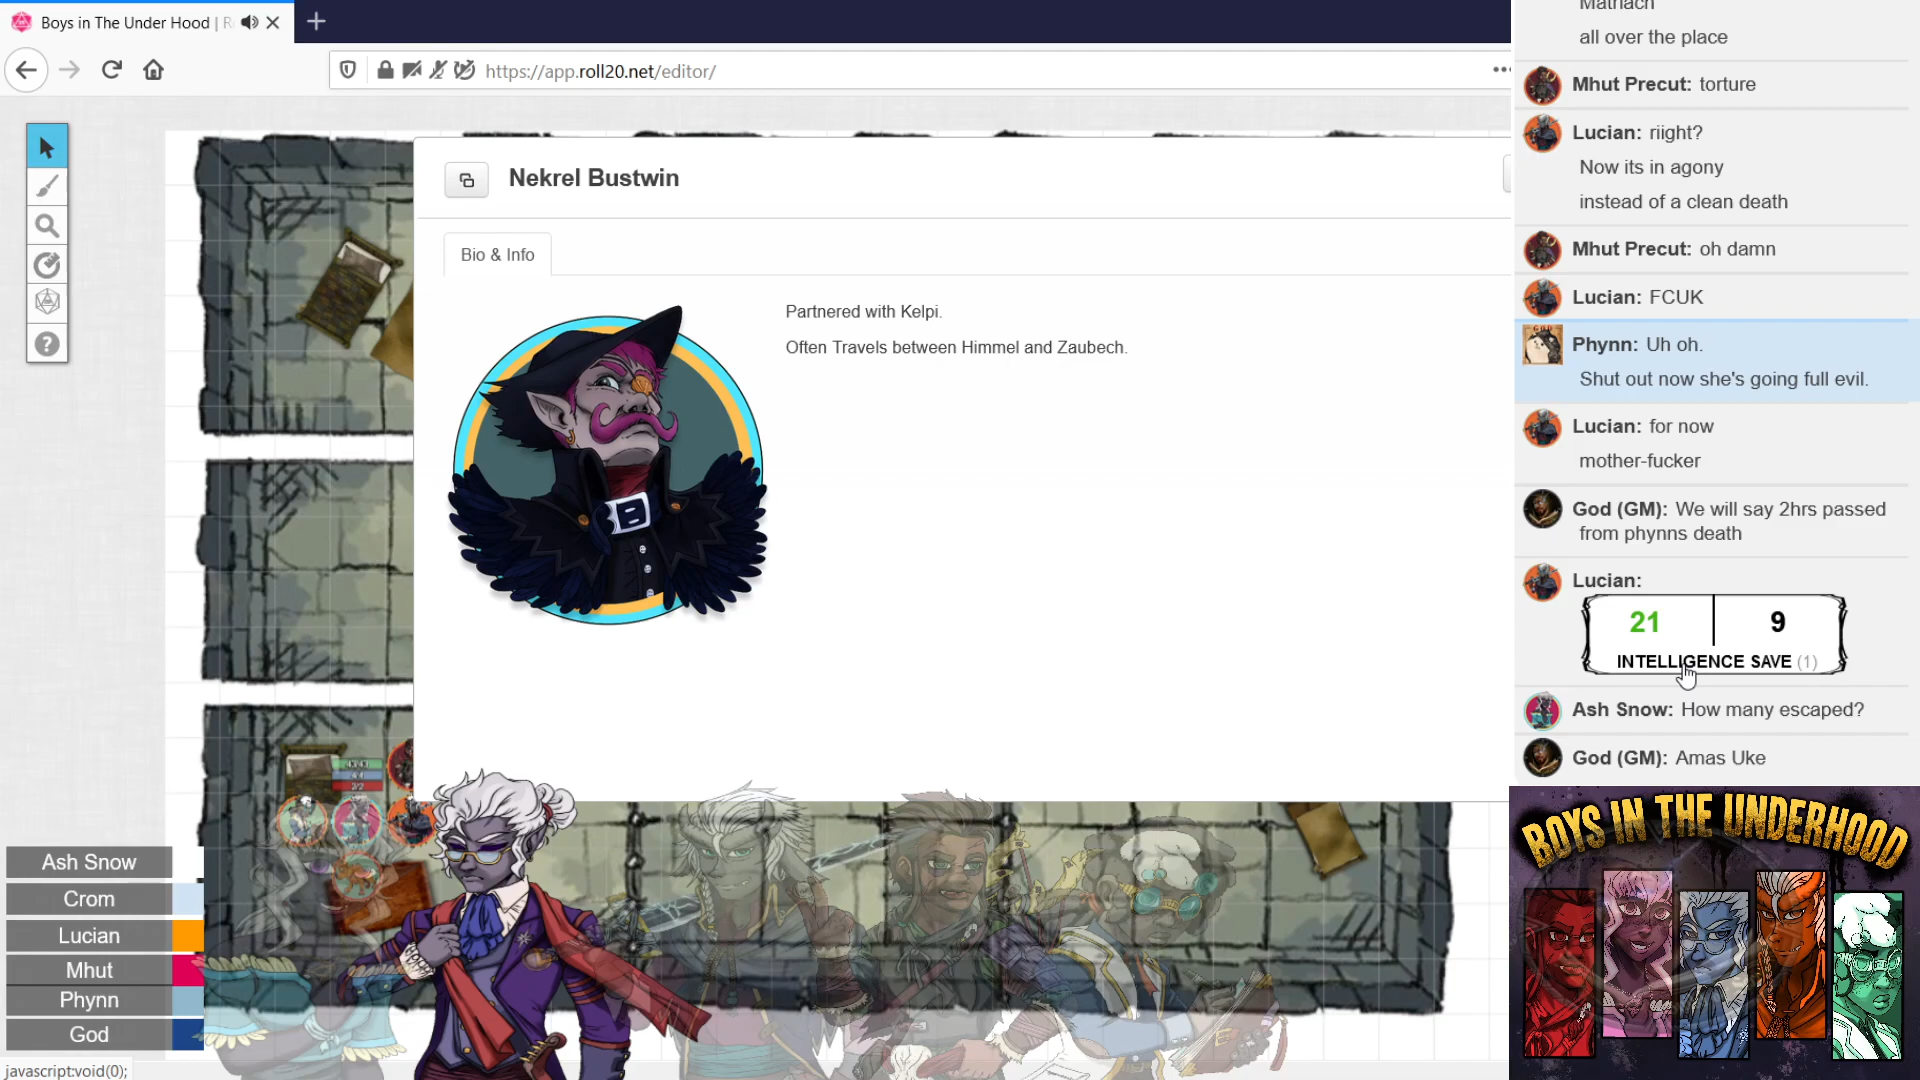 Boys in The Under Hood | R
https://app.roll20.net/editor/
Nekrel Bustwin
Bio & Info
Partnered with Kelpi.
Often Travels between Himmel and Zaubech.
Ash Snow
Crom
Lucian
Mhut
Phynn
God
javascript:void(0);
Matriach
all over the place
Mhut Precut: torture
Lucian: riight?
Now its in agony
instead of a clean death
Mhut Precut: oh damn
Lucian: FCUK
Phynn: Uh oh.
Shut out now she's going full evil.
Lucian: for now
mother-fucker
God (GM): We will say 2hrs passed
from phynns death
Lucian:
21 9
INTELLIGENCE SAVE (1)
Ash Snow: How many escaped?
God (GM): Amas Uke
BOYS IN THE UNDERHOOD